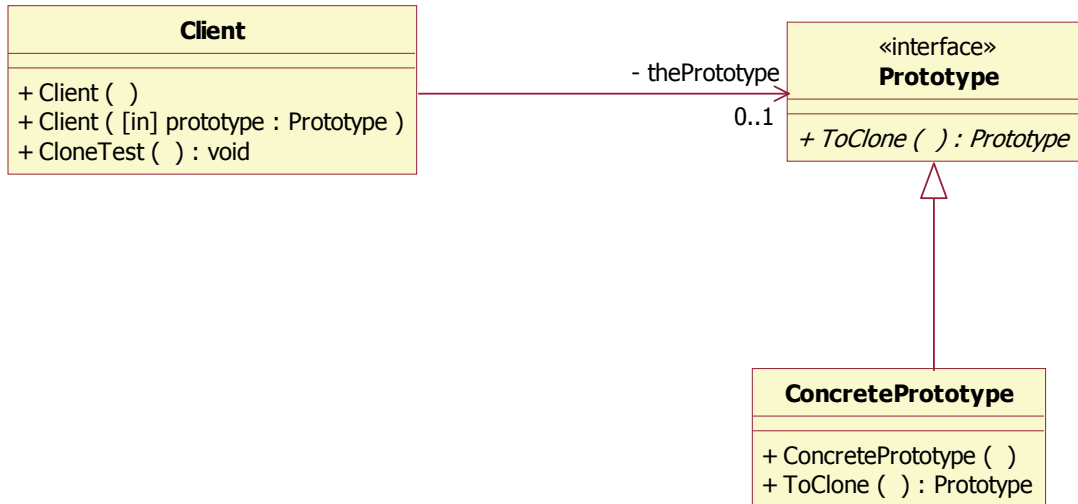 Client
+ Client ( )
+ Client ( [in] prototype : Prototype )
+ CloneTest ( ) : void
- thePrototype
0..1
«interface»
Prototype
+ ToClone ( ) : Prototype
ConcretePrototype
+ ConcretePrototype ( )
+ ToClone ( ) : Prototype